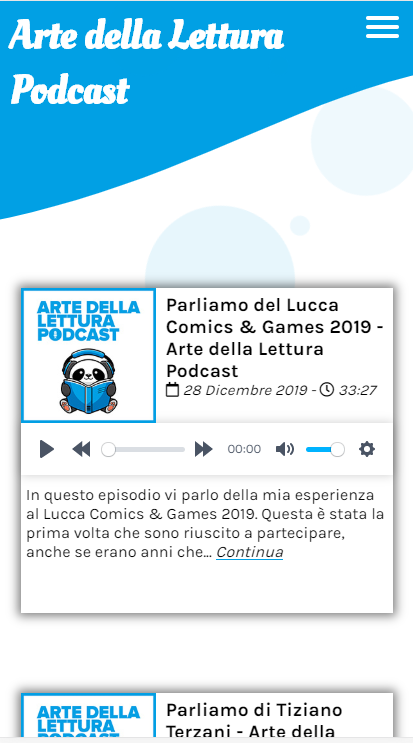 Arte della Lettura
Podcast
ARTE DELLA
LETTURA
PODCAST
Parliamo del Lucca
Comics & Games 2019 -
Arte della Lettura
Podcast
28 Dicembre 2019 - 33:27
00:00
In questo episodio vi parlo della mia esperienza
al Lucca Comics & Games 2019. Questa è stata la
prima volta che sono riuscito a partecipare,
anche se erano anni che... Continua
ARTE DELLA
LETTURA
PODCAST
Parliamo di Tiziano
Terzani - Arte della